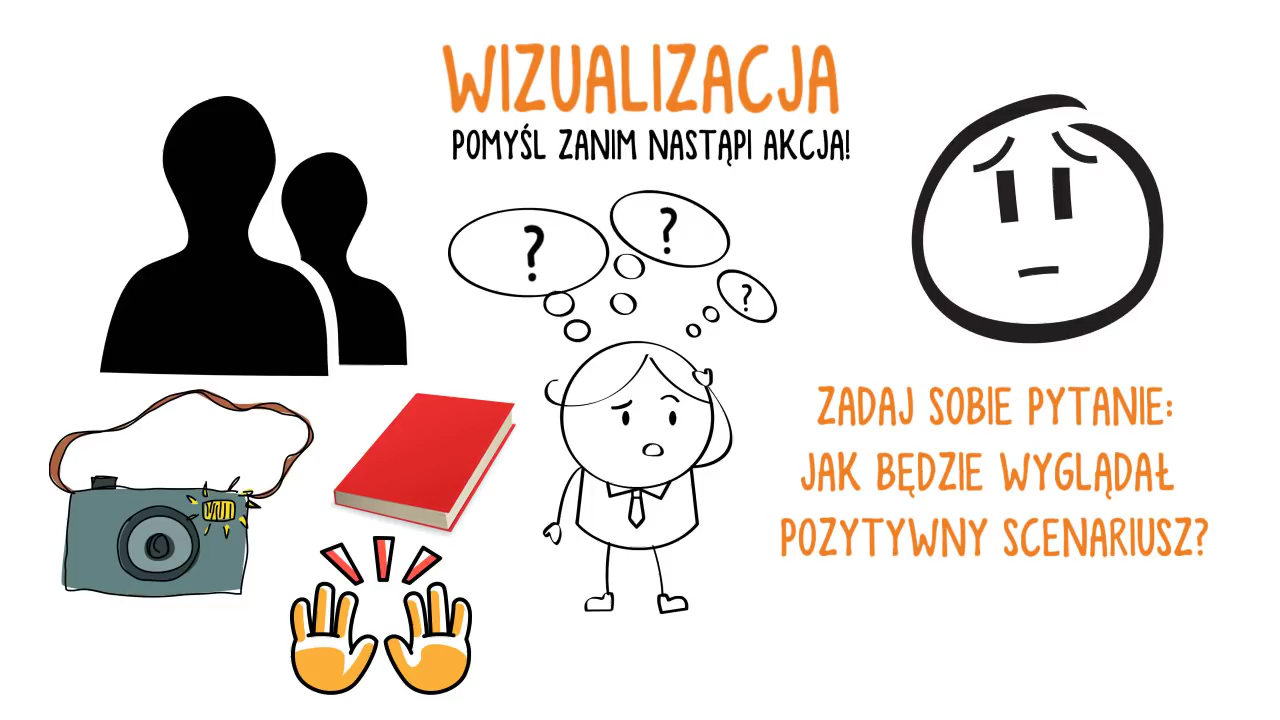 WIZUALIZACJA
POMYŚL ZANIM NASTĄPI AKCJA!
?
?
?
ZADAJ SOBIE PYTANIE:
JAK BĘDZIE WYGLĄDAŁ
POZYTYWNY SCENARIUSZ?